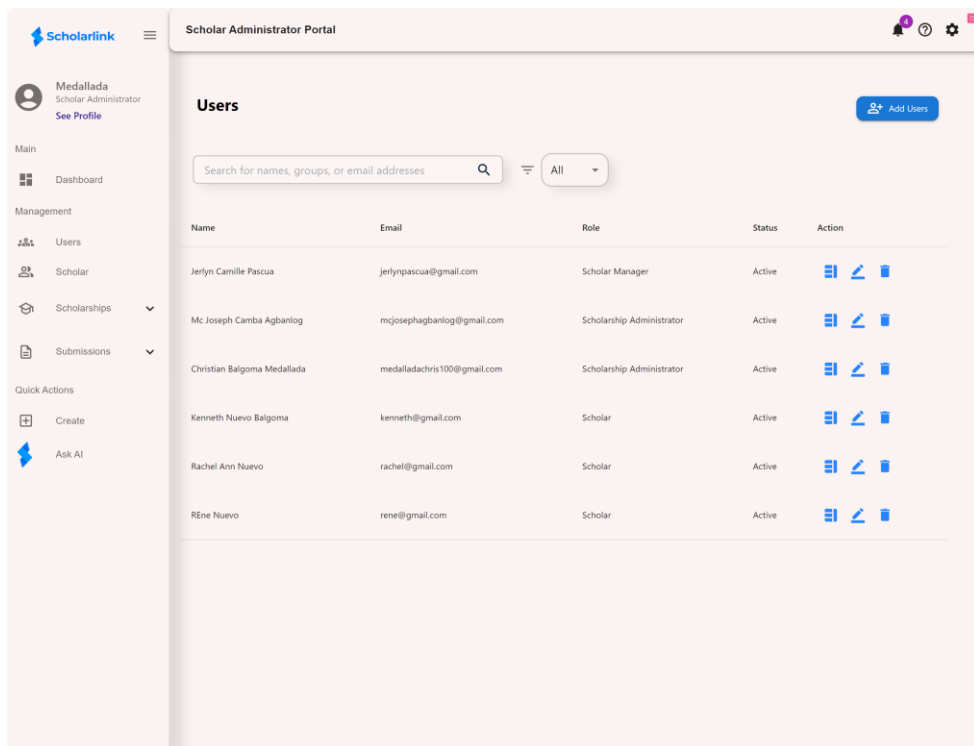 Scholarlink
Scholar Administrator Portal
4
Medallada
Scholar Administrator
See Profile
Main
Dashboard
Management
Users
Scholar
Scholarships
Submissions
Quick Actions
Create
Ask AI
Users
Add Users
Search for names, groups, or email addresses
All
Name Email Role Status Action
Jerlyn Camille Pascua jerlynpascua@gmail.com Scholar Manager Active
Mc Joseph Camba Agbanlog mcjosephagbanlog@gmail.com Scholarship Administrator Active
Christian Balgoma Medallada medalladachris100@gmail.com Scholarship Administrator Active
Kenneth Nuevo Balgoma kenneth@gmail.com Scholar Active
Rachel Ann Nuevo rachel@gmail.com Scholar Active
REne Nuevo rene@gmail.com Scholar Active